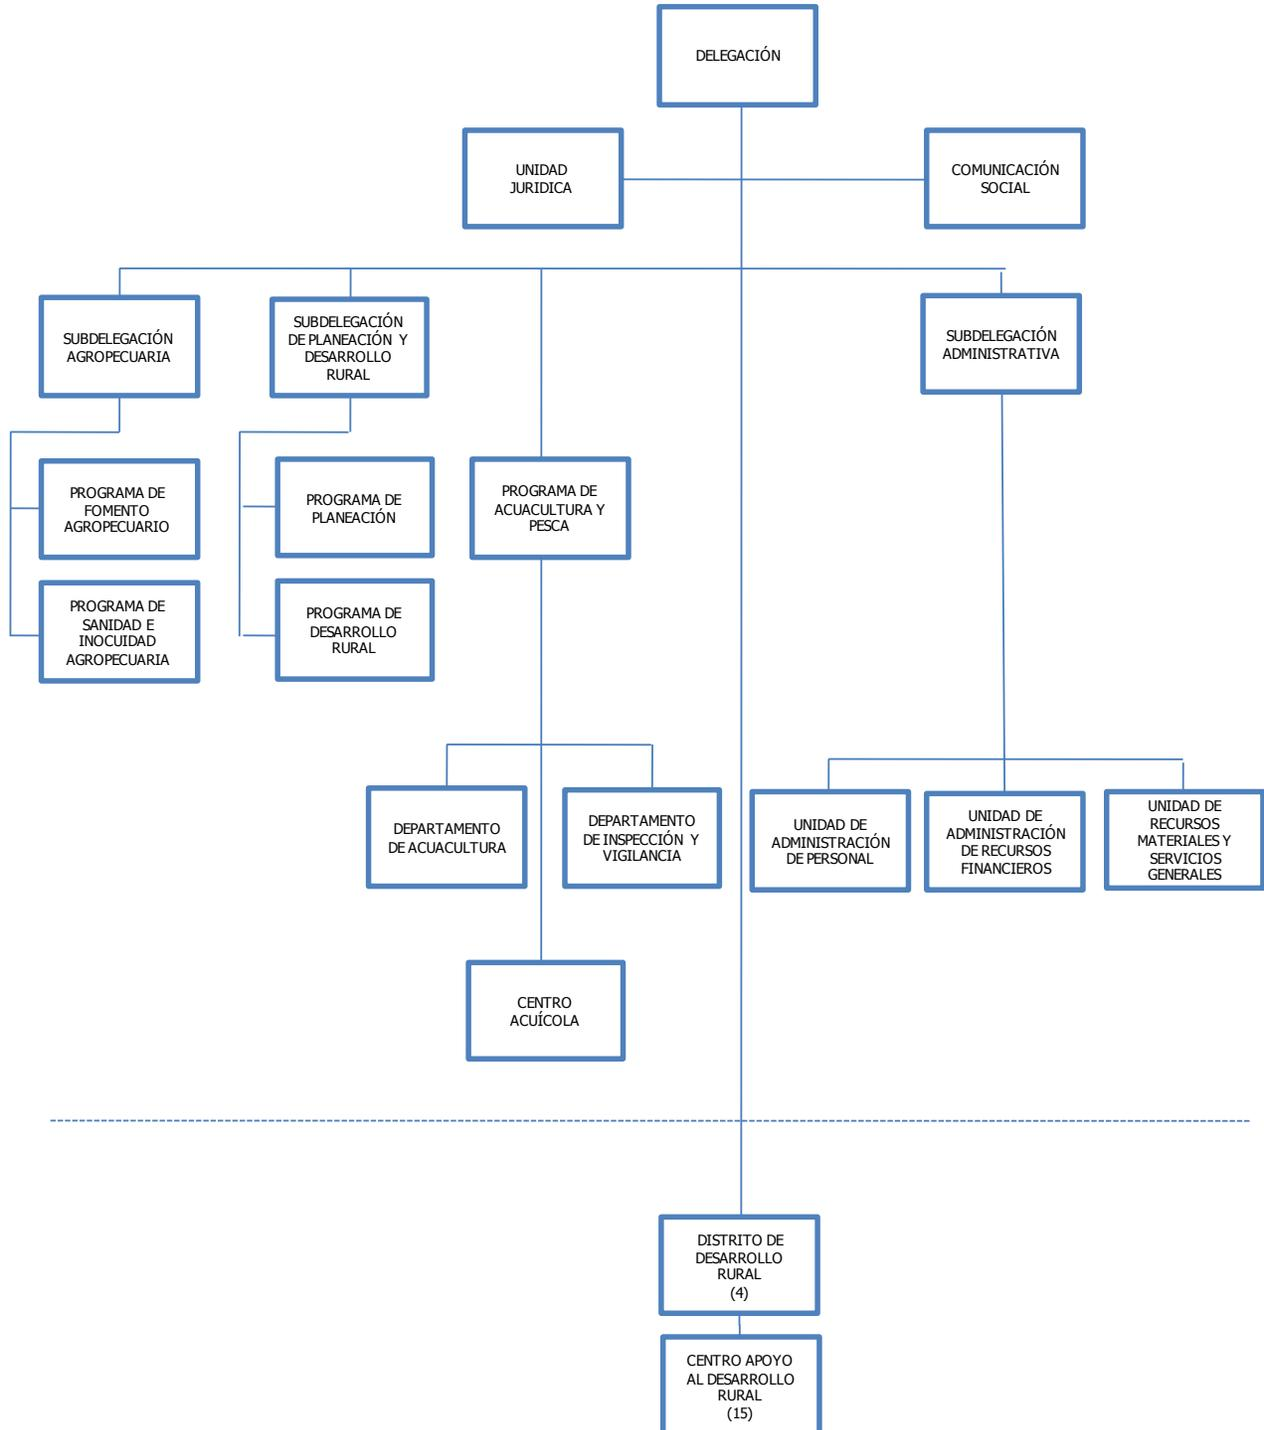 DELEGACIÓN
UNIDAD
JURIDICA
COMUNICACIÓN
SOCIAL
SUBDELEGACIÓN
AGROPECUARIA
SUBDELEGACIÓN
DE PLANEACIÓN Y
DESARROLLO
RURAL
SUBDELEGACIÓN
ADMINISTRATIVA
PROGRAMA DE
FOMENTO
AGROPECUARIO
PROGRAMA DE
PLANEACIÓN
PROGRAMA DE
ACUACULTURA Y
PESCA
PROGRAMA DE
SANIDAD E
INOCUIDAD
AGROPECUARIA
PROGRAMA DE
DESARROLLO
RURAL
DEPARTAMENTO
DE ACUACULTURA
DEPARTAMENTO
DE INSPECCIÓN Y
VIGILANCIA
UNIDAD DE
ADMINISTRACIÓN
DE PERSONAL
UNIDAD DE
ADMINISTRACIÓN
DE RECURSOS
FINANCIEROS
UNIDAD DE
RECURSOS
MATERIALES Y
SERVICIOS
GENERALES
CENTRO
ACUÍCOLA
DISTRITO DE
DESARROLLO
RURAL
(4)
CENTRO APOYO
AL DESARROLLO
RURAL
(15)